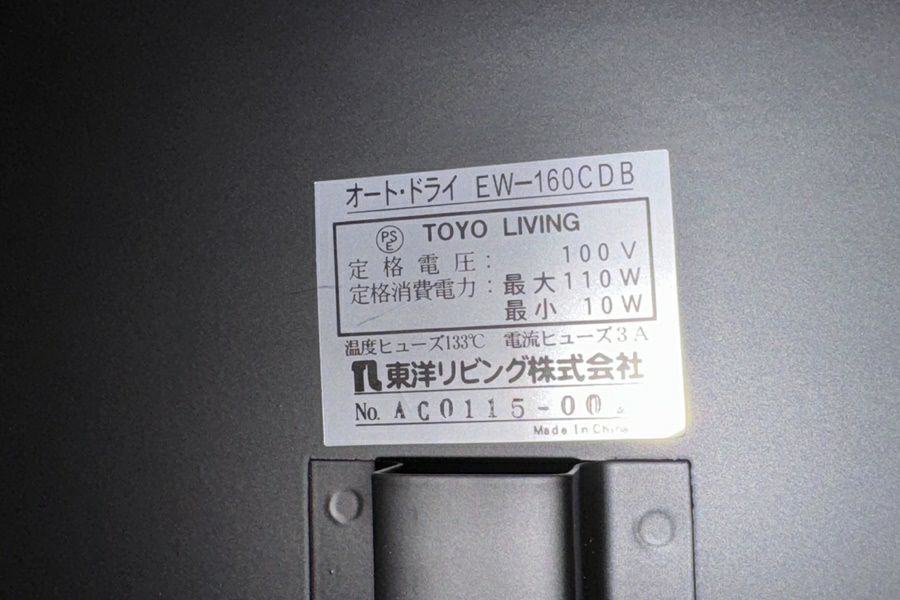 オート・ドライ EW-160CDB
PSE TOYO LIVING
定格電圧: 100V
定格消費電力: 最大110W
最小 10W
温度ヒューズ133℃ 電流ヒューズ3A
東洋リビング株式会社
No. AC0115-00
Made In China